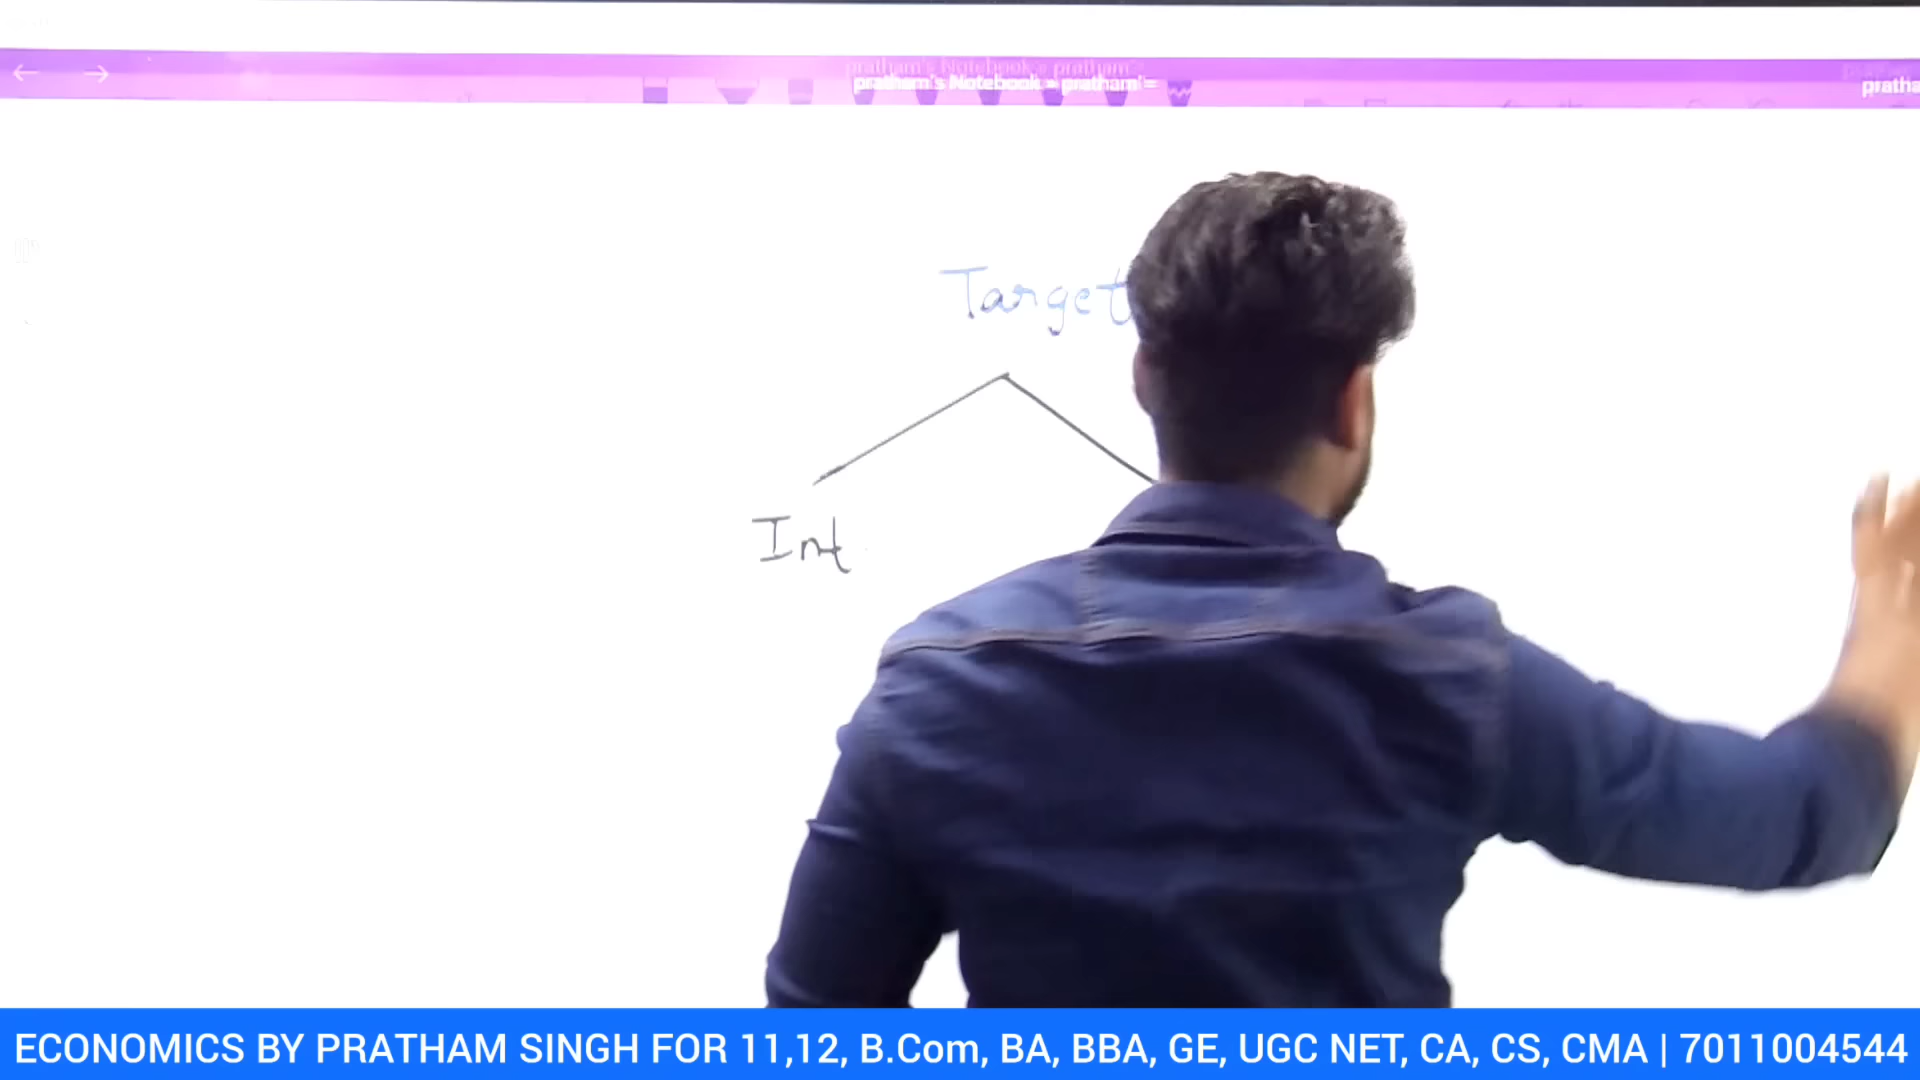 pratham's Notebook » pratham'
pratha
Target
Int
ECONOMICS BY PRATHAM SINGH FOR 11,12, B.Com, BA, BBA, GE, UGC NET, CA, CS, CMA | 7011004544